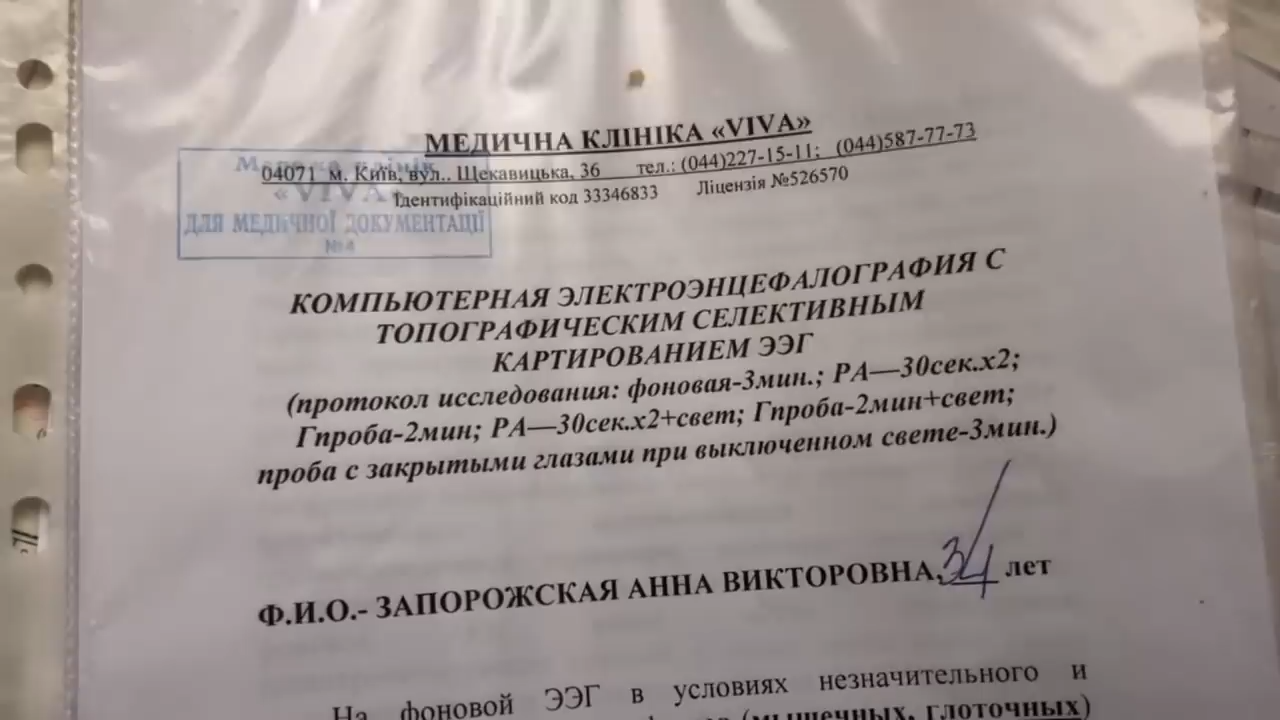 МЕДИЧНА КЛІНІКА «VIVA»
04071 м. Київ, вул.. Щекавицька, 36 тел.: (044)227-15-11; (044)587-77-73
Ідентифікаційний код 33346833 Ліцензія №526570
«VIVA»
ДЛЯ МЕДИЧНОЇ ДОКУМЕНТАЦІЇ
№4
КОМПЬЮТЕРНАЯ ЭЛЕКТРОЭНЦЕФАЛОГРАФИЯ С
ТОПОГРАФИЧЕСКИМ СЕЛЕКТИВНЫМ
КАРТИРОВАНИЕМ ЭЭГ
(протокол исследования: фоновая-3мин.; РА—30сек.х2;
Гпроба-2мин; РА—30сек.х2+свет; Гпроба-2мин+свет;
проба с закрытыми глазами при выключенном свете-3мин.)
Ф.И.О.- ЗАПОРОЖСКАЯ АННА ВИКТОРОВНА, 34 лет
На фоновой ЭЭГ в условиях незначительного и
(мышечных, глоточных)